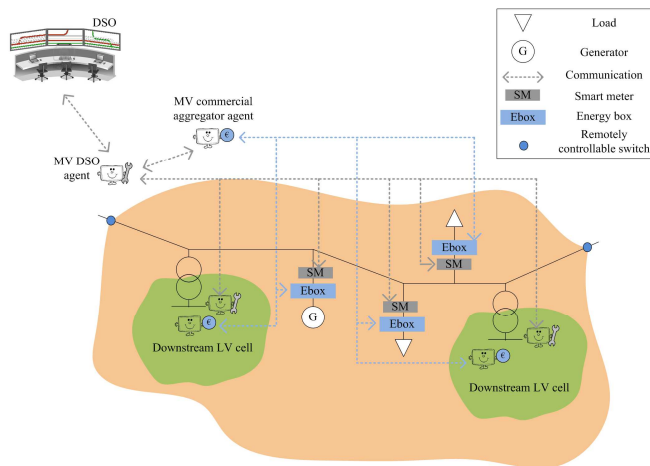 DSO
MV commercial
aggregator agent
€
MV DSO
agent
Load
G
Generator
Communication
SM
Smart meter
Ebox
Energy box
Remotely
controllable switch
Ebox
SM
SM
Ebox
G
SM
Ebox
€
Downstream LV cell
€
Downstream LV cell